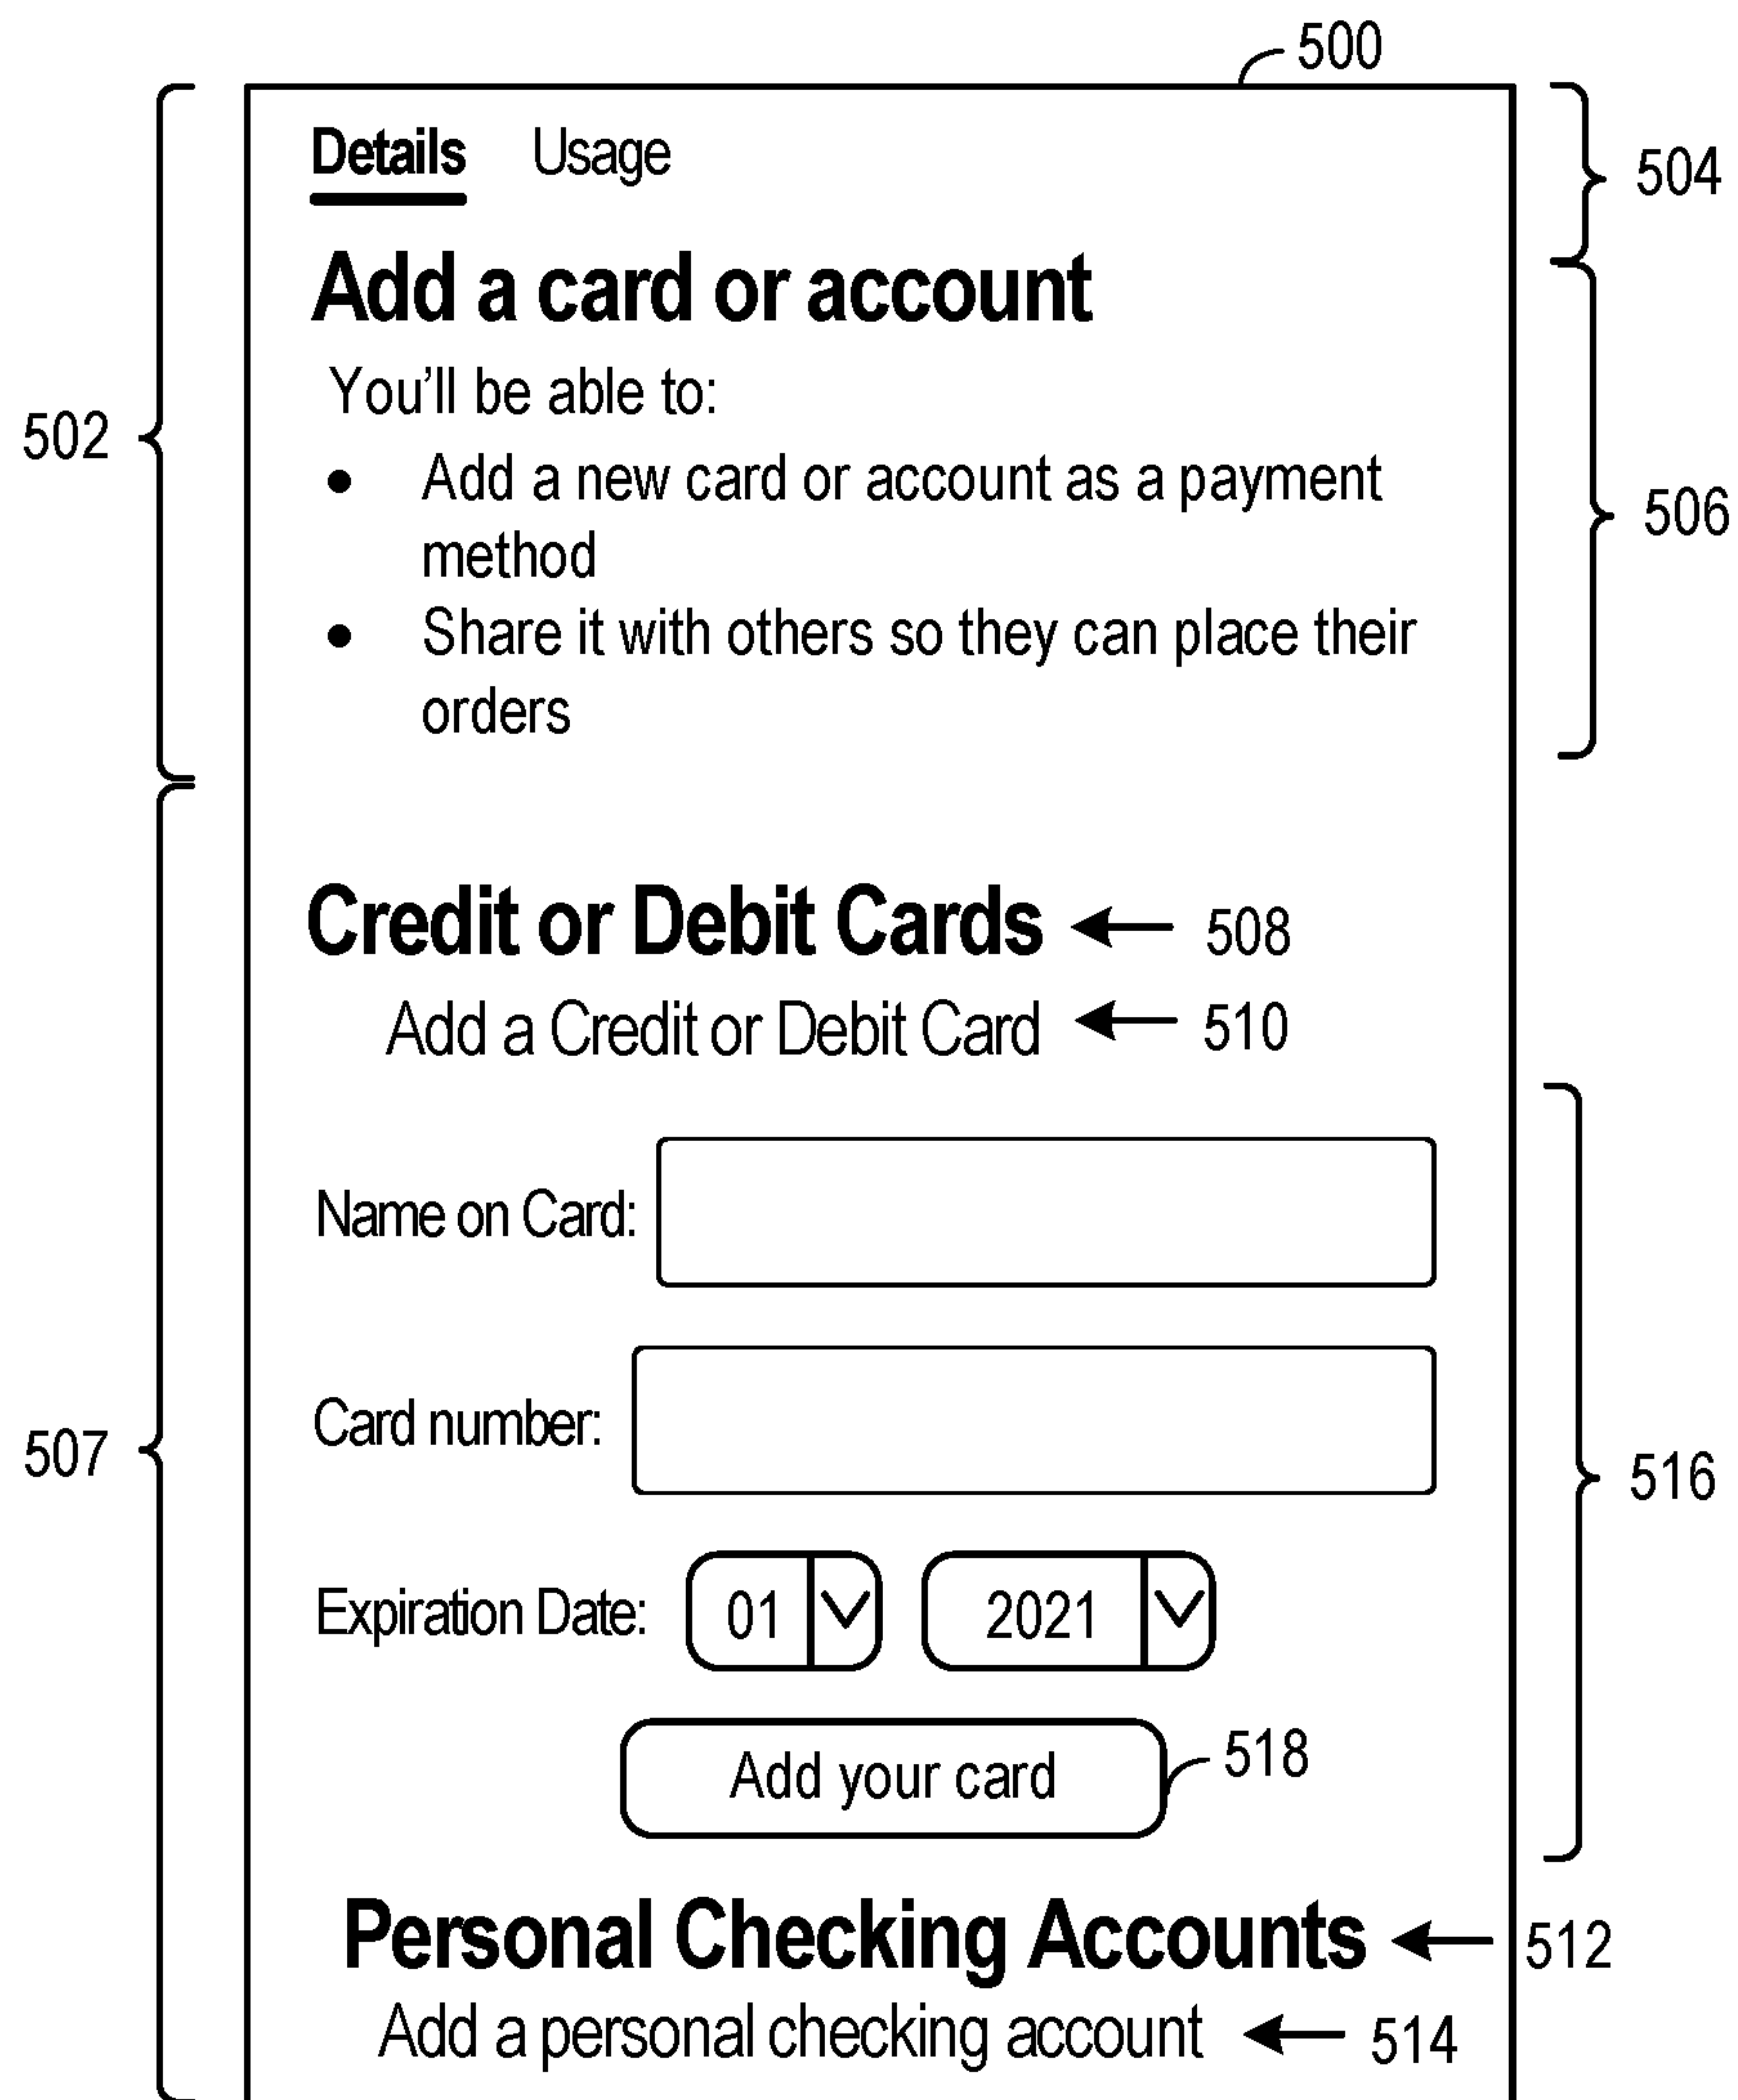 500
Details Usage
504
Add a card or account
You'll be able to:
502
• Add a new card or account as a payment
method
506
• Share it with others so they can place their
orders
Credit or Debit Cards 508
Add a Credit or Debit Card 510
Name on Card:
Card number:
507
516
Expiration Date: 01 2021
Add your card 518
Personal Checking Accounts 512
Add a personal checking account 514